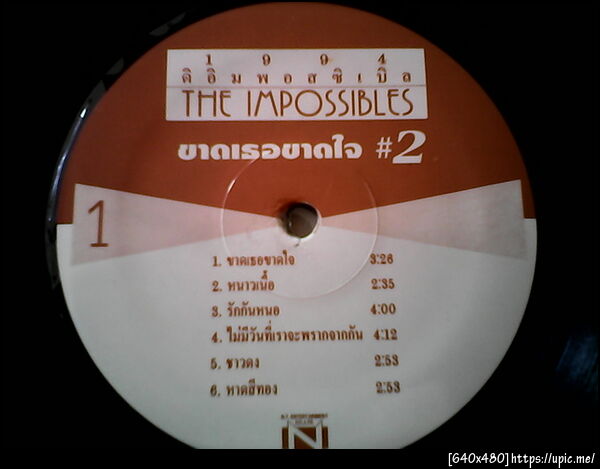 1 9 9 4
ดิ อิ ม พ อ ส ซิ เ บิ้ ล
THE IMPOSSIBLES
ขาดเธอขาดใจ #2
1
1. ขาดเธอขาดใจ 3:26
2. หนาวเนื้อ 2:35
3. รักกันหนอ 4:00
4. ไม่มีวันที่เราจะพรากจากกัน 4:12
5. ชาวดง 2:53
6. หาดสีทอง 2:53
N
[640x480]https://upic.me/